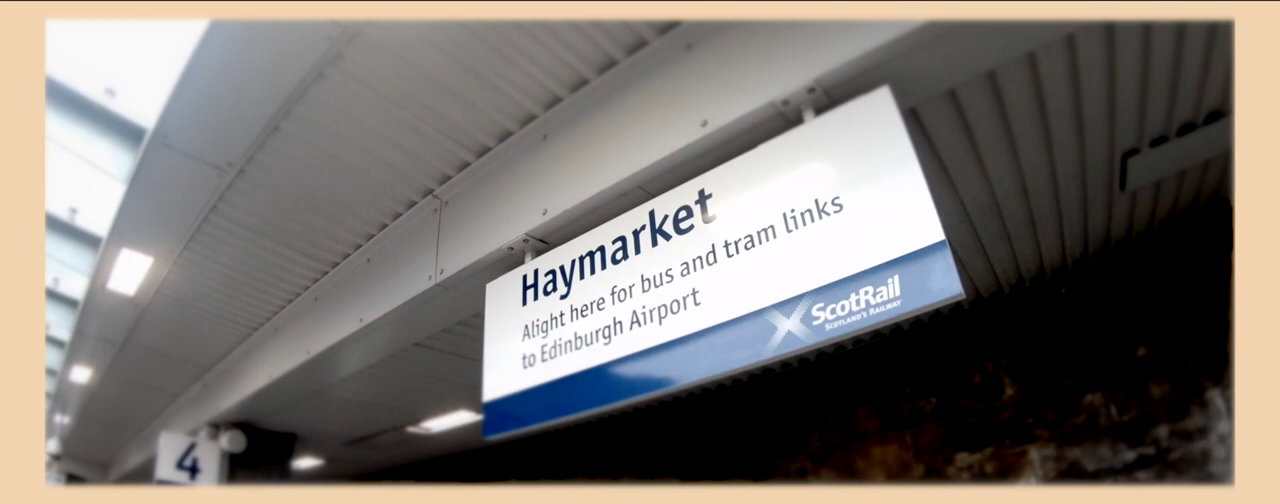 Haymarket
Alight here for bus and tram links
to Edinburgh Airport
ScotRail
SCOTLAND'S RAILWAY
4